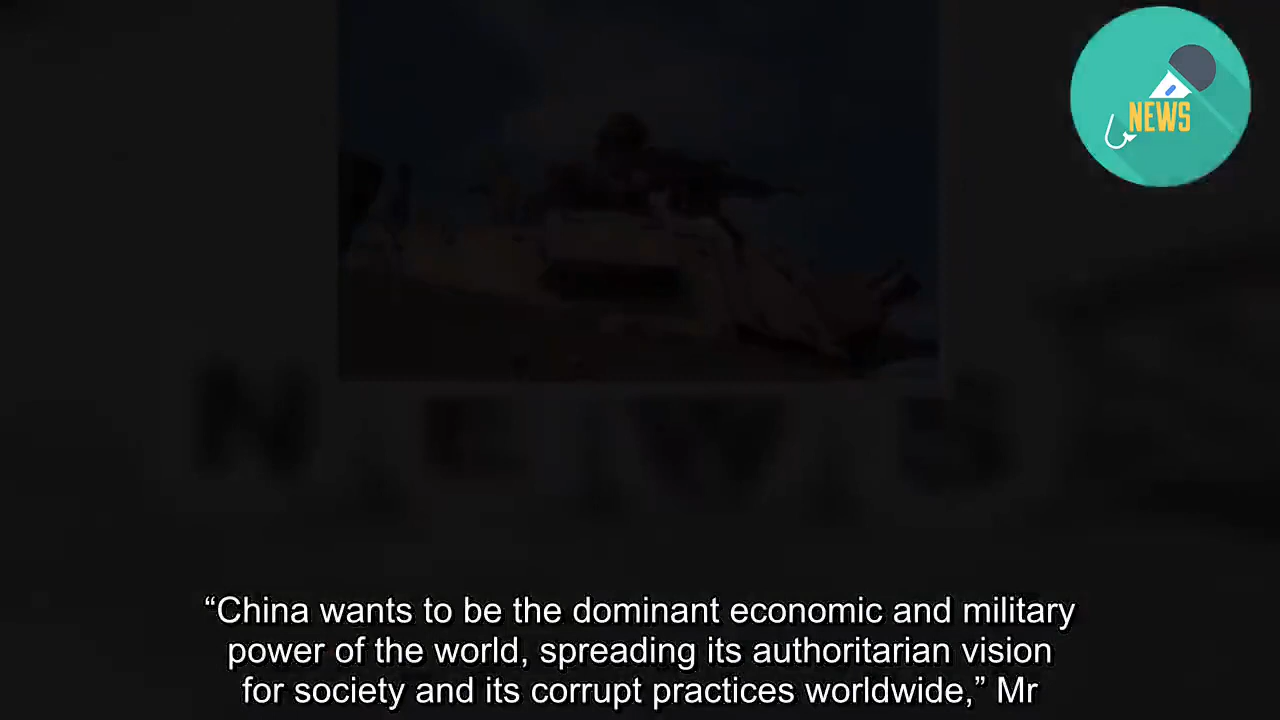 NEWS
NEWS
“China wants to be the dominant economic and military
power of the world, spreading its authoritarian vision
for society and its corrupt practices worldwide,” Mr